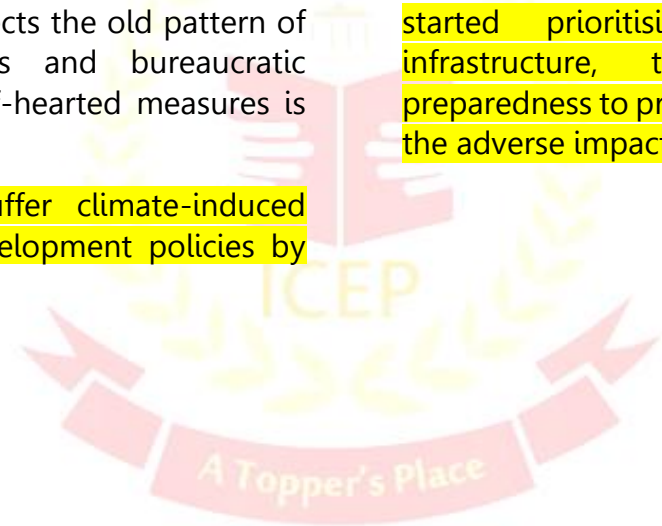 cts the old pattern of
s and bureaucratic
-hearted measures is
uffer climate-induced
elopment policies by
started prioritisi
infrastructure, t
preparedness to pr
the adverse impact
ICEP
A Topper's Place